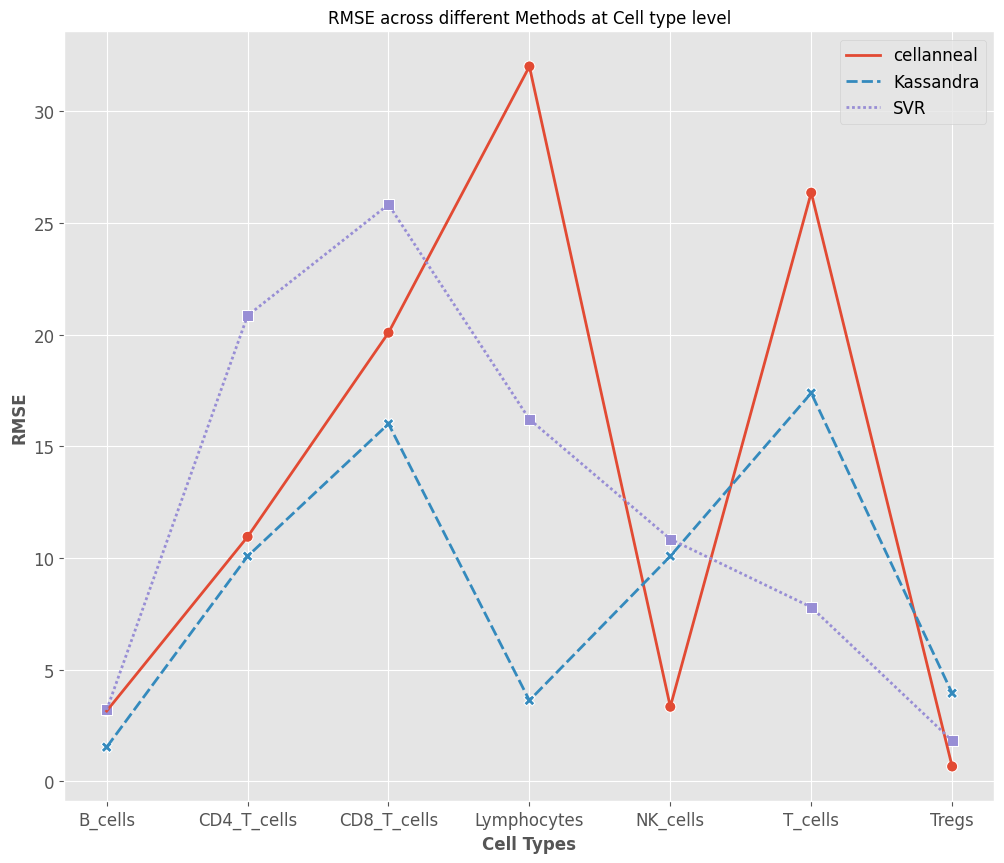 RMSE across different Methods at Cell type level
cellanneal
Kassandra
SVR
30
25
20
15
10
5
0
RMSE
B_cells
CD4_T_cells
CD8_T_cells
Lymphocytes
NK_cells
T_cells
Tregs
Cell Types